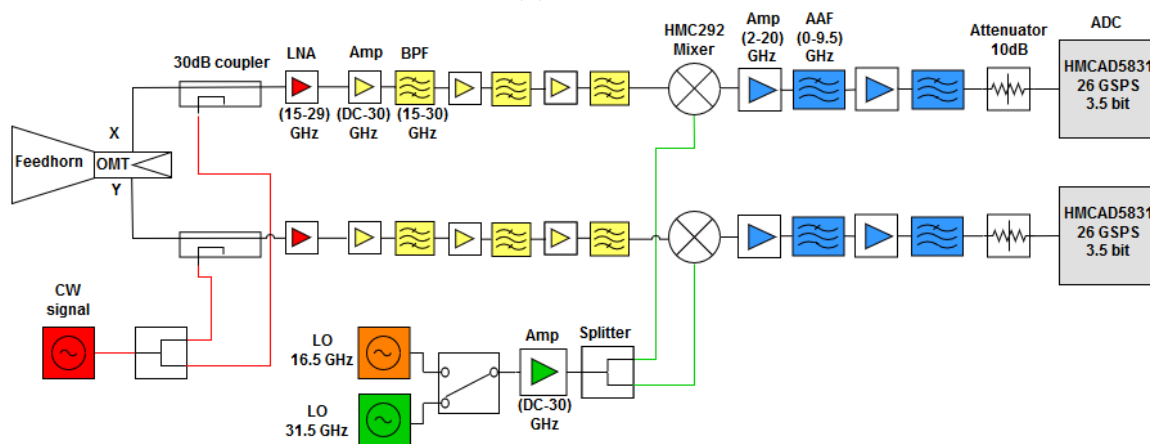 30dB coupler
LNA
Amp
BPF
HMC292
Mixer
Amp
(2-20)
GHz
AAF
(0-9.5)
GHz
Attenuator
10dB
ADC
HMCAD5831
26 GSPS
3.5 bit
(15-29)
GHz
(DC-30)
GHz
(15-30)
GHz
X
Feedhorn
OMT
Y
HMCAD5831
26 GSPS
3.5 bit
CW
signal
LO
16.5 GHz
Amp
Splitter
(DC-30)
GHz
LO
31.5 GHz